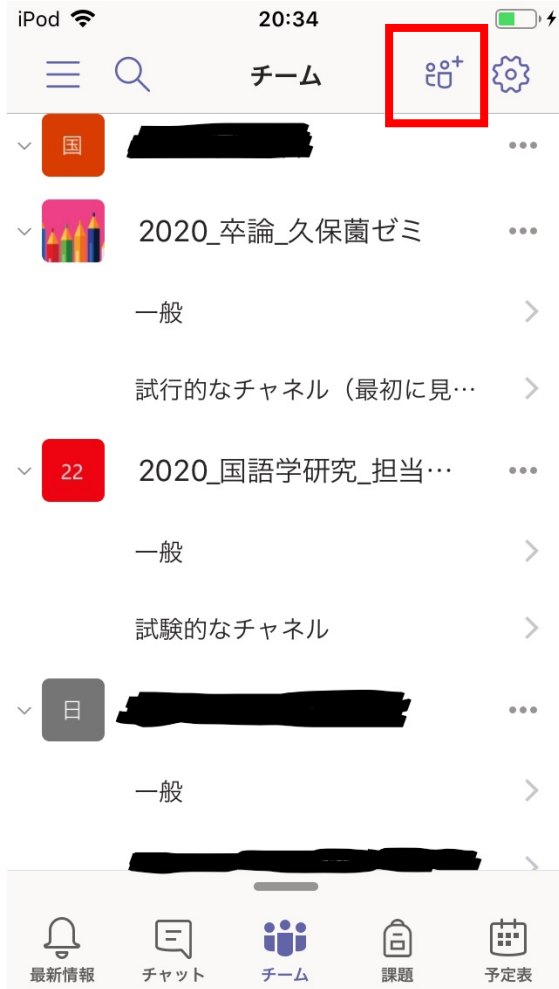 iPod 20:34
チーム
国
2020_卒論_久保薗ゼミ
一般
試行的なチャネル（最初に見…
22 2020_国語学研究_担当…
一般
試験的なチャネル
日
一般
最新情報 チャット チーム 課題 予定表